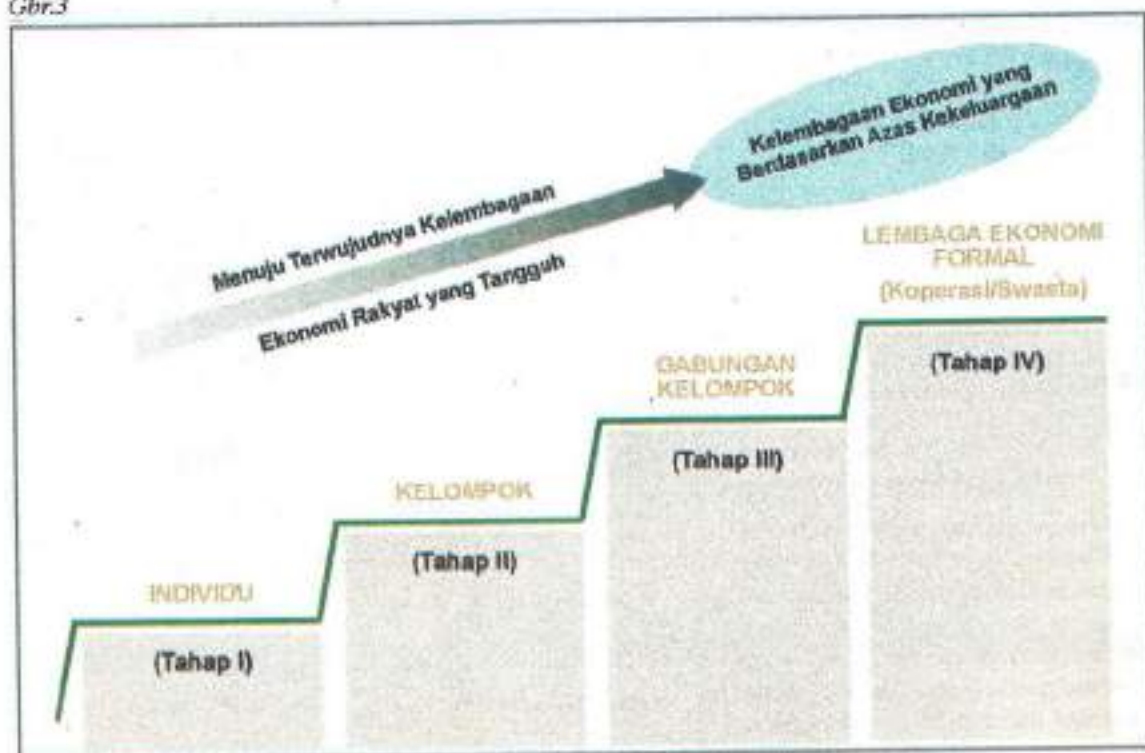 Gbr.3
Kelembagaan Ekonomi yang
Berdasarkan Azas Kekeluargaan
Menuju Terwujudnya Kelembagaan
Ekonomi Rakyat yang Tangguh
LEMBAGA EKONOMI
FORMAL
(Koperasi/Swasta)
(Tahap IV)
GABUNGAN
KELOMPOK
(Tahap III)
KELOMPOK
(Tahap II)
INDIVIDU
(Tahap I)